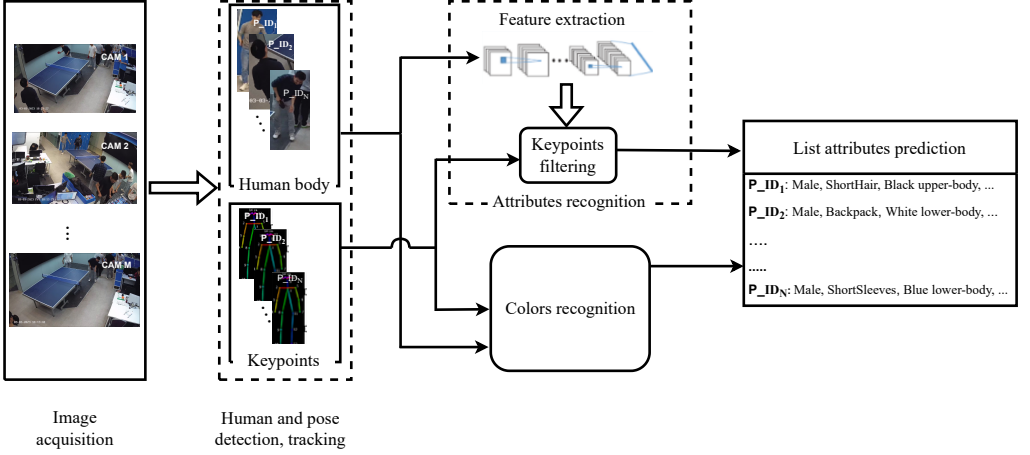 CAM 1
CAM 2
CAM M
Image
acquisition
P_ID1
P_ID2
P_IDN
Human body
P_ID1
P_ID2
P_IDN
Keypoints
Human and pose
detection, tracking
Feature extraction
Keypoints
filtering
Attributes recognition
Colors recognition
List attributes prediction
P_ID1: Male, ShortHair, Black upper-body, ...
P_ID2: Male, Backpack, White lower-body, ...
....
.....
P_IDN: Male, ShortSleeves, Blue lower-body, ...